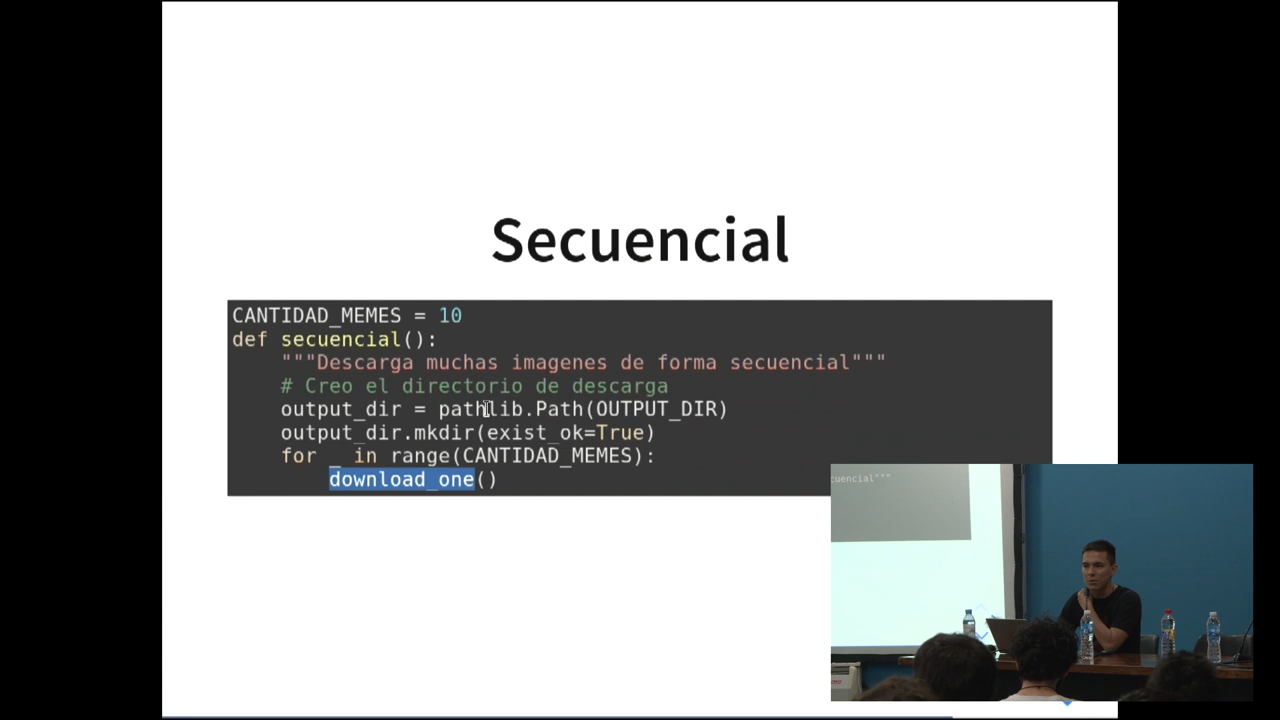 Secuencial
CANTIDAD_MEMES = 10
def secuencial():
    """Descarga muchas imagenes de forma secuencial"""
    # Creo el directorio de descarga
    output_dir = pathlib.Path(OUTPUT_DIR)
    output_dir.mkdir(exist_ok=True)
    for _ in range(CANTIDAD_MEMES):
        download_one()
cuencial"""